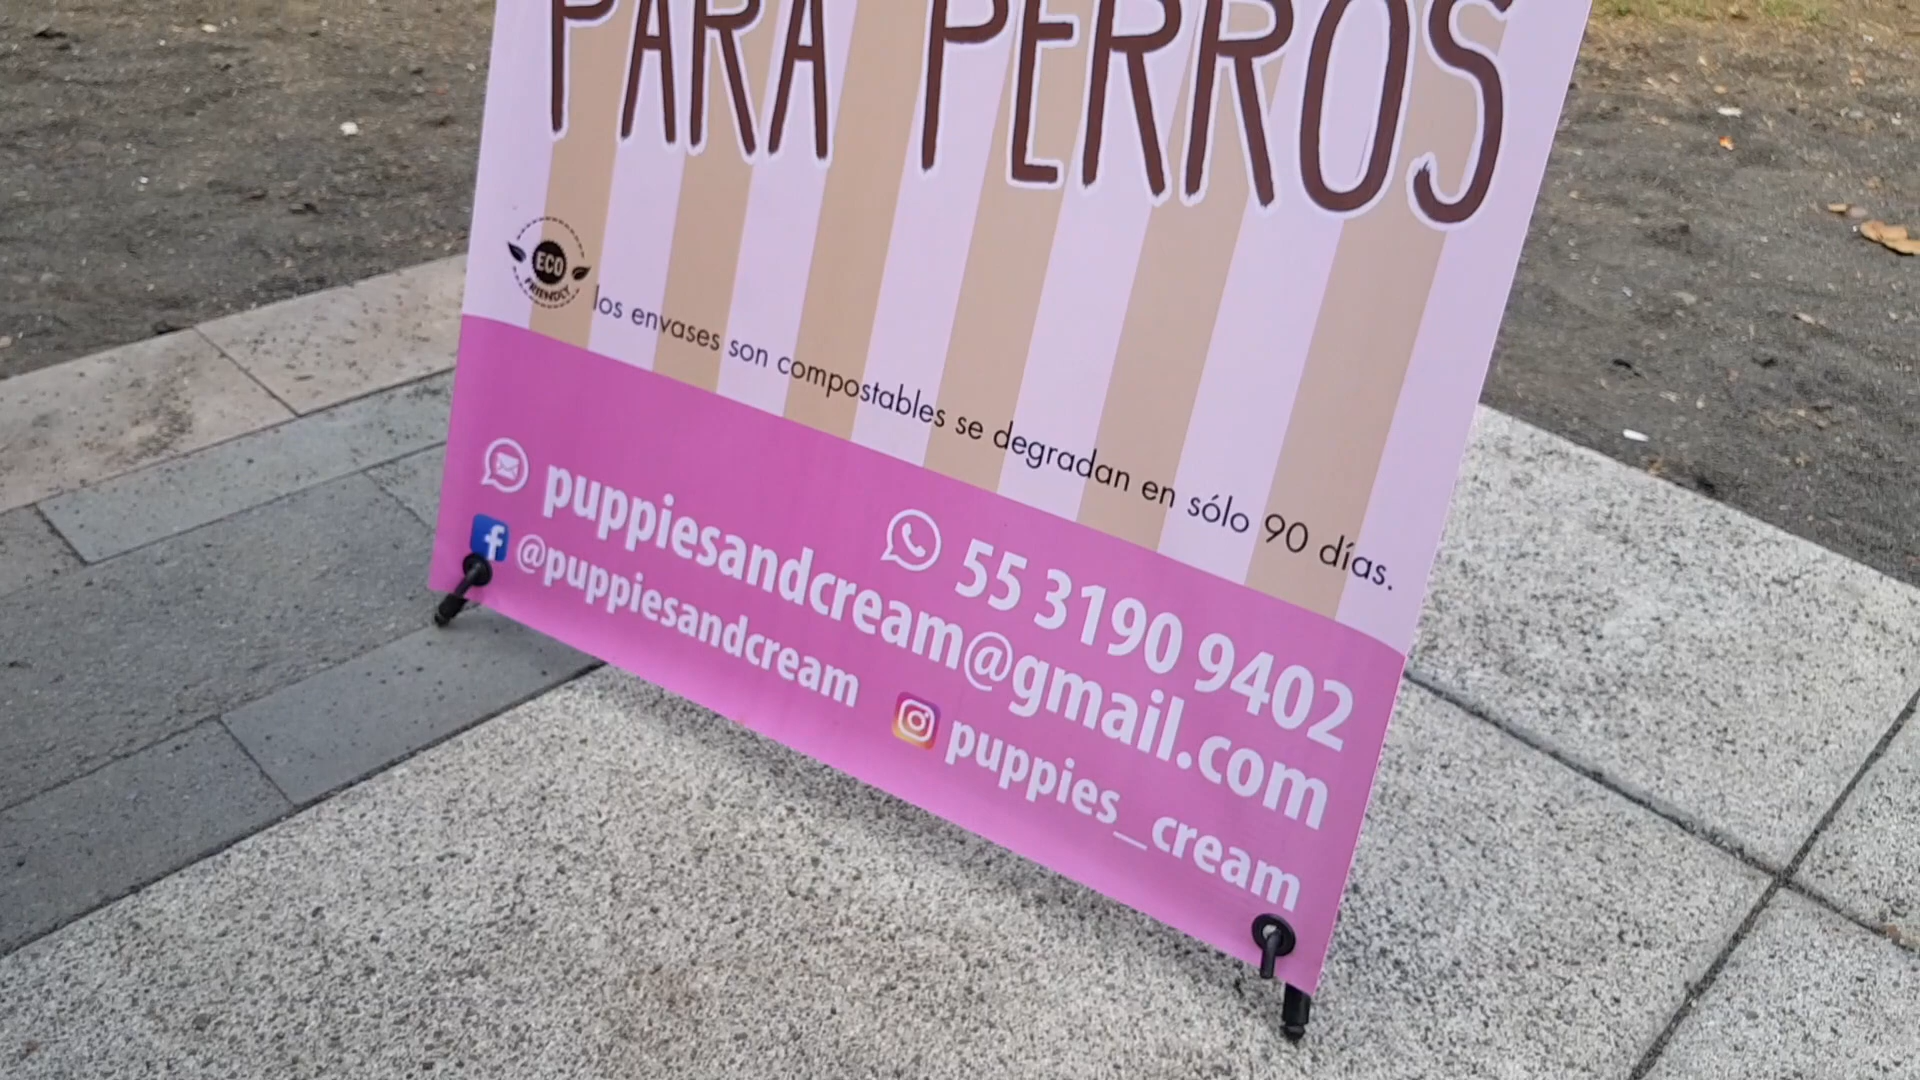 PARA PERROS
ECO
FRIENDLY
los envases son compostables se degradan en sólo 90 días.
55 3190 9402
puppiesandcream@gmail.com
@puppiesandcream
puppies_cream